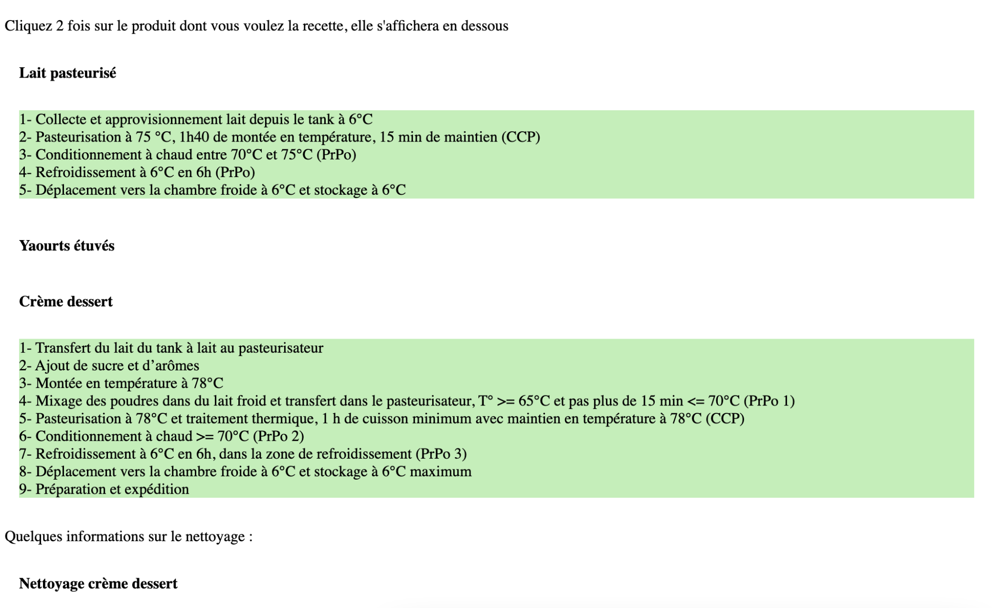 Cliquez 2 fois sur le produit dont vous voulez la recette, elle s'affichera en dessous
Lait pasteurisé
1- Collecte et approvisionnement lait depuis le tank à 6°C
2- Pasteurisation à 75 °C, 1h40 de montée en température, 15 min de maintien (CCP)
3- Conditionnement à chaud entre 70°C et 75°C (PrPo)
4- Refroidissement à 6°C en 6h (PrPo)
5- Déplacement vers la chambre froide à 6°C et stockage à 6°C
Yaourts étuvés
Crème dessert
1- Transfert du lait du tank à lait au pasteurisateur
2- Ajout de sucre et d’arômes
3- Montée en température à 78°C
4- Mixage des poudres dans du lait froid et transfert dans le pasteurisateur, T° >= 65°C et pas plus de 15 min <= 70°C (PrPo 1)
5- Pasteurisation à 78°C et traitement thermique, 1 h de cuisson minimum avec maintien en température à 78°C (CCP)
6- Conditionnement à chaud >= 70°C (PrPo 2)
7- Refroidissement à 6°C en 6h, dans la zone de refroidissement (PrPo 3)
8- Déplacement vers la chambre froide à 6°C et stockage à 6°C maximum
9- Préparation et expédition
Quelques informations sur le nettoyage :
Nettoyage crème dessert